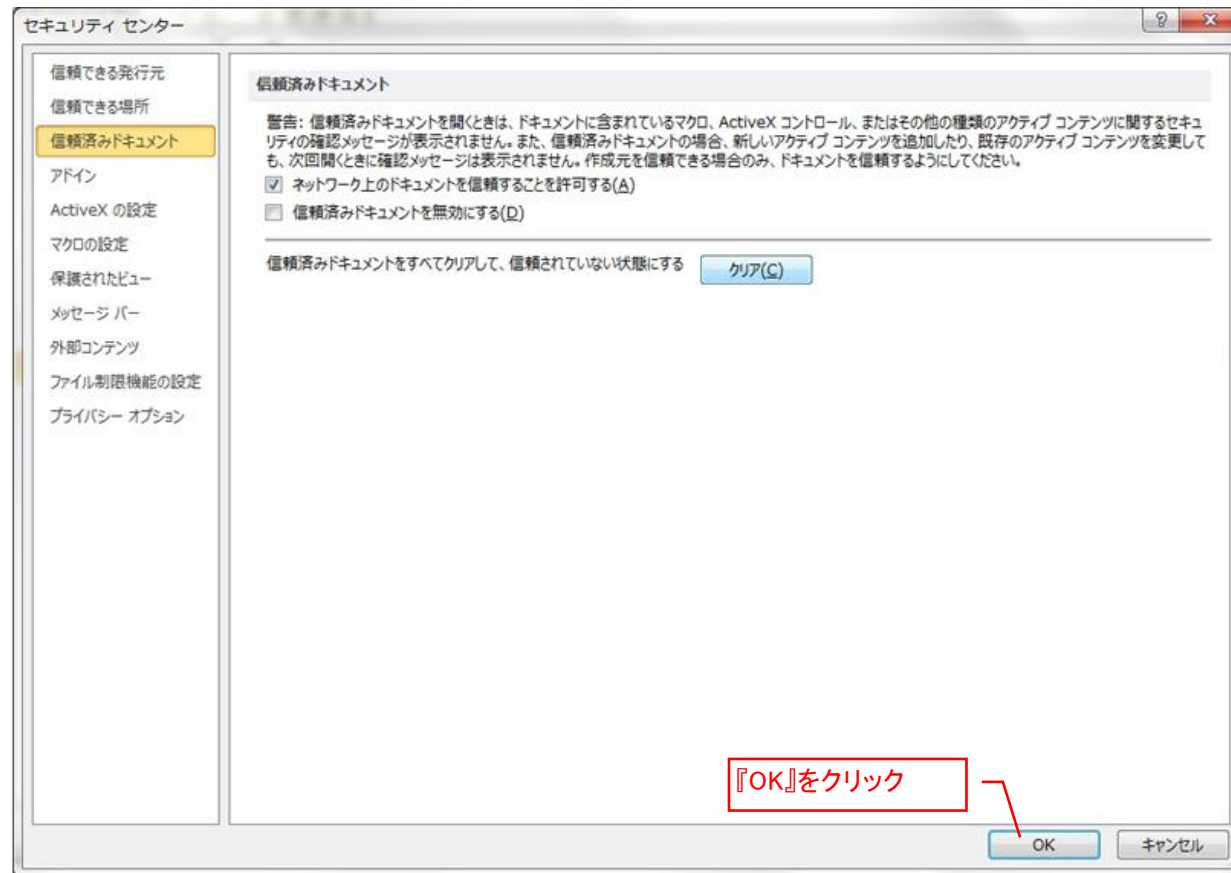 セキュリティ センター
信頼できる発行元
信頼できる場所
信頼済みドキュメント
アドイン
ActiveX の設定
マクロの設定
保護されたビュー
メッセージ バー
外部コンテンツ
ファイル制限機能の設定
プライバシー オプション
信頼済みドキュメント
警告: 信頼済みドキュメントを開くときは、ドキュメントに含まれているマクロ、ActiveX コントロール、またはその他の種類のアクティブ コンテンツに関するセキュ
リティの確認メッセージが表示されません。また、信頼済みドキュメントの場合、新しいアクティブ コンテンツを追加したり、既存のアクティブ コンテンツを変更して
も、次回開くときに確認メッセージは表示されません。作成元を信頼できる場合のみ、ドキュメントを信頼するようにしてください。
ネットワーク上のドキュメントを信頼することを許可する(A)
信頼済みドキュメントを無効にする(D)
信頼済みドキュメントをすべてクリアして、信頼されていない状態にする
クリア(C)
『OK』をクリック
OK
キャンセル